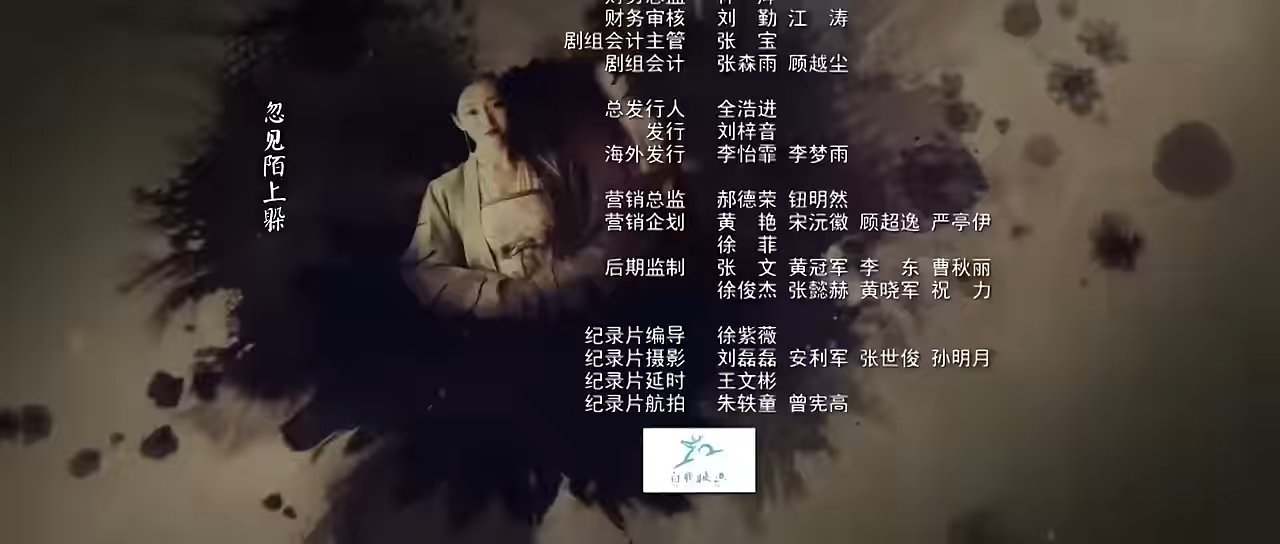 财务审核 刘 勤 江 涛
剧组会计主管 张 宝
剧组会计 张森雨 顾越尘
总发行人 全浩进
发行 刘梓音
海外发行 李怡霏 李梦雨
营销总监 郝德荣 钮明然
营销企划 黄 艳 宋沅徽 顾超逸 严亭伊
徐 菲
后期监制 张 文 黄冠军 李 东 曹秋丽
徐俊杰 张懿赫 黄晓军 祝 力
纪录片编导 徐紫薇
纪录片摄影 刘磊磊 安利军 张世俊 孙明月
纪录片延时 王文彬
纪录片航拍 朱轶童 曾宪高
忽见陌上躲